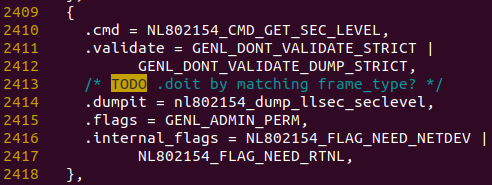 2409 {
2410 .cmd = NL802154_CMD_GET_SEC_LEVEL,
2411 .validate = GENL_DONT_VALIDATE_STRICT |
2412 GENL_DONT_VALIDATE_DUMP_STRICT,
2413 /* TODO .doit by matching frame_type? */
2414 .dumpit = nl802154_dump_llsec_seclevel,
2415 .flags = GENL_ADMIN_PERM,
2416 .internal_flags = NL802154_FLAG_NEED_NETDEV |
2417 NL802154_FLAG_NEED_RTNL,
2418 },